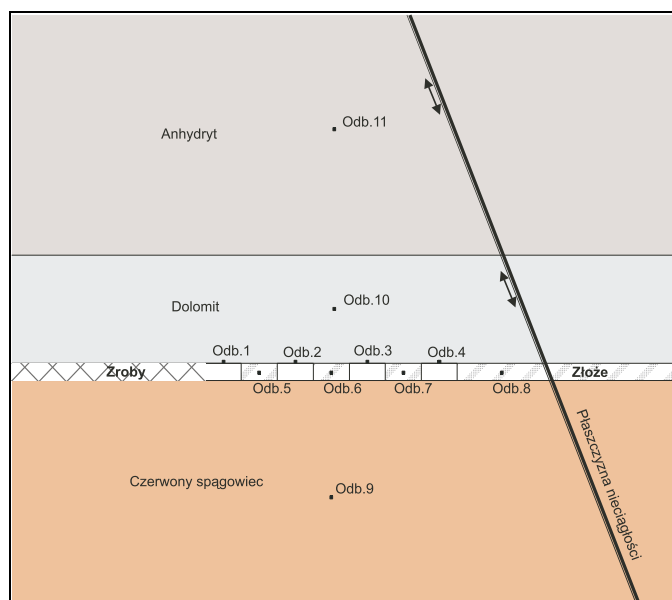 Odb.11
Anhydryt
Odb.10
Dolomit
Odb.1
Odb.2
Odb.3
Odb.4
Zroby
Złoże
Odb.5
Odb.6
Odb.7
Odb.8
Płaszczyzna nieciągłości
Czerwony spągowiec
Odb.9